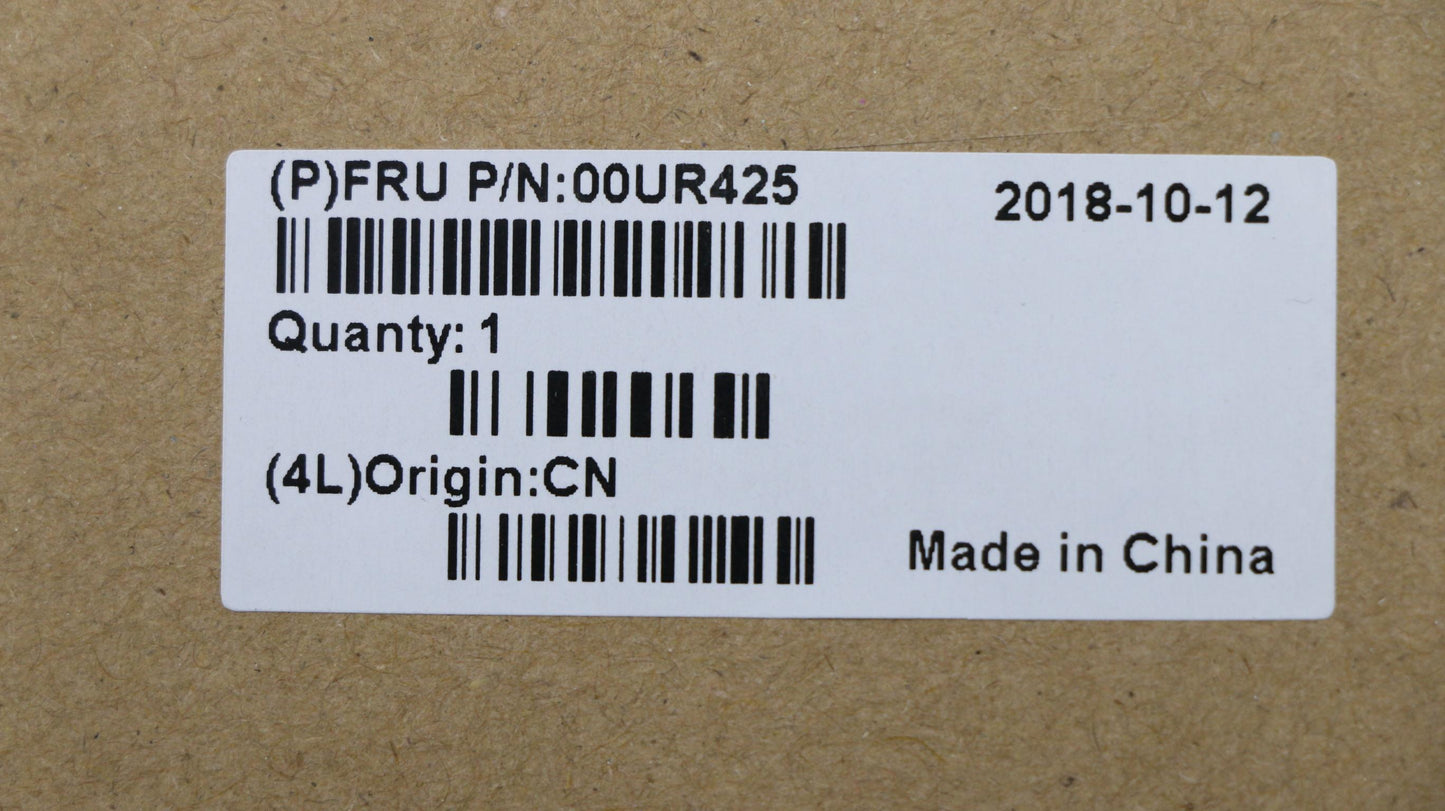 (P)FRU P/N:00UR425
2018-10-12
Quanty: 1
(4L)Origin:CN
Made in China